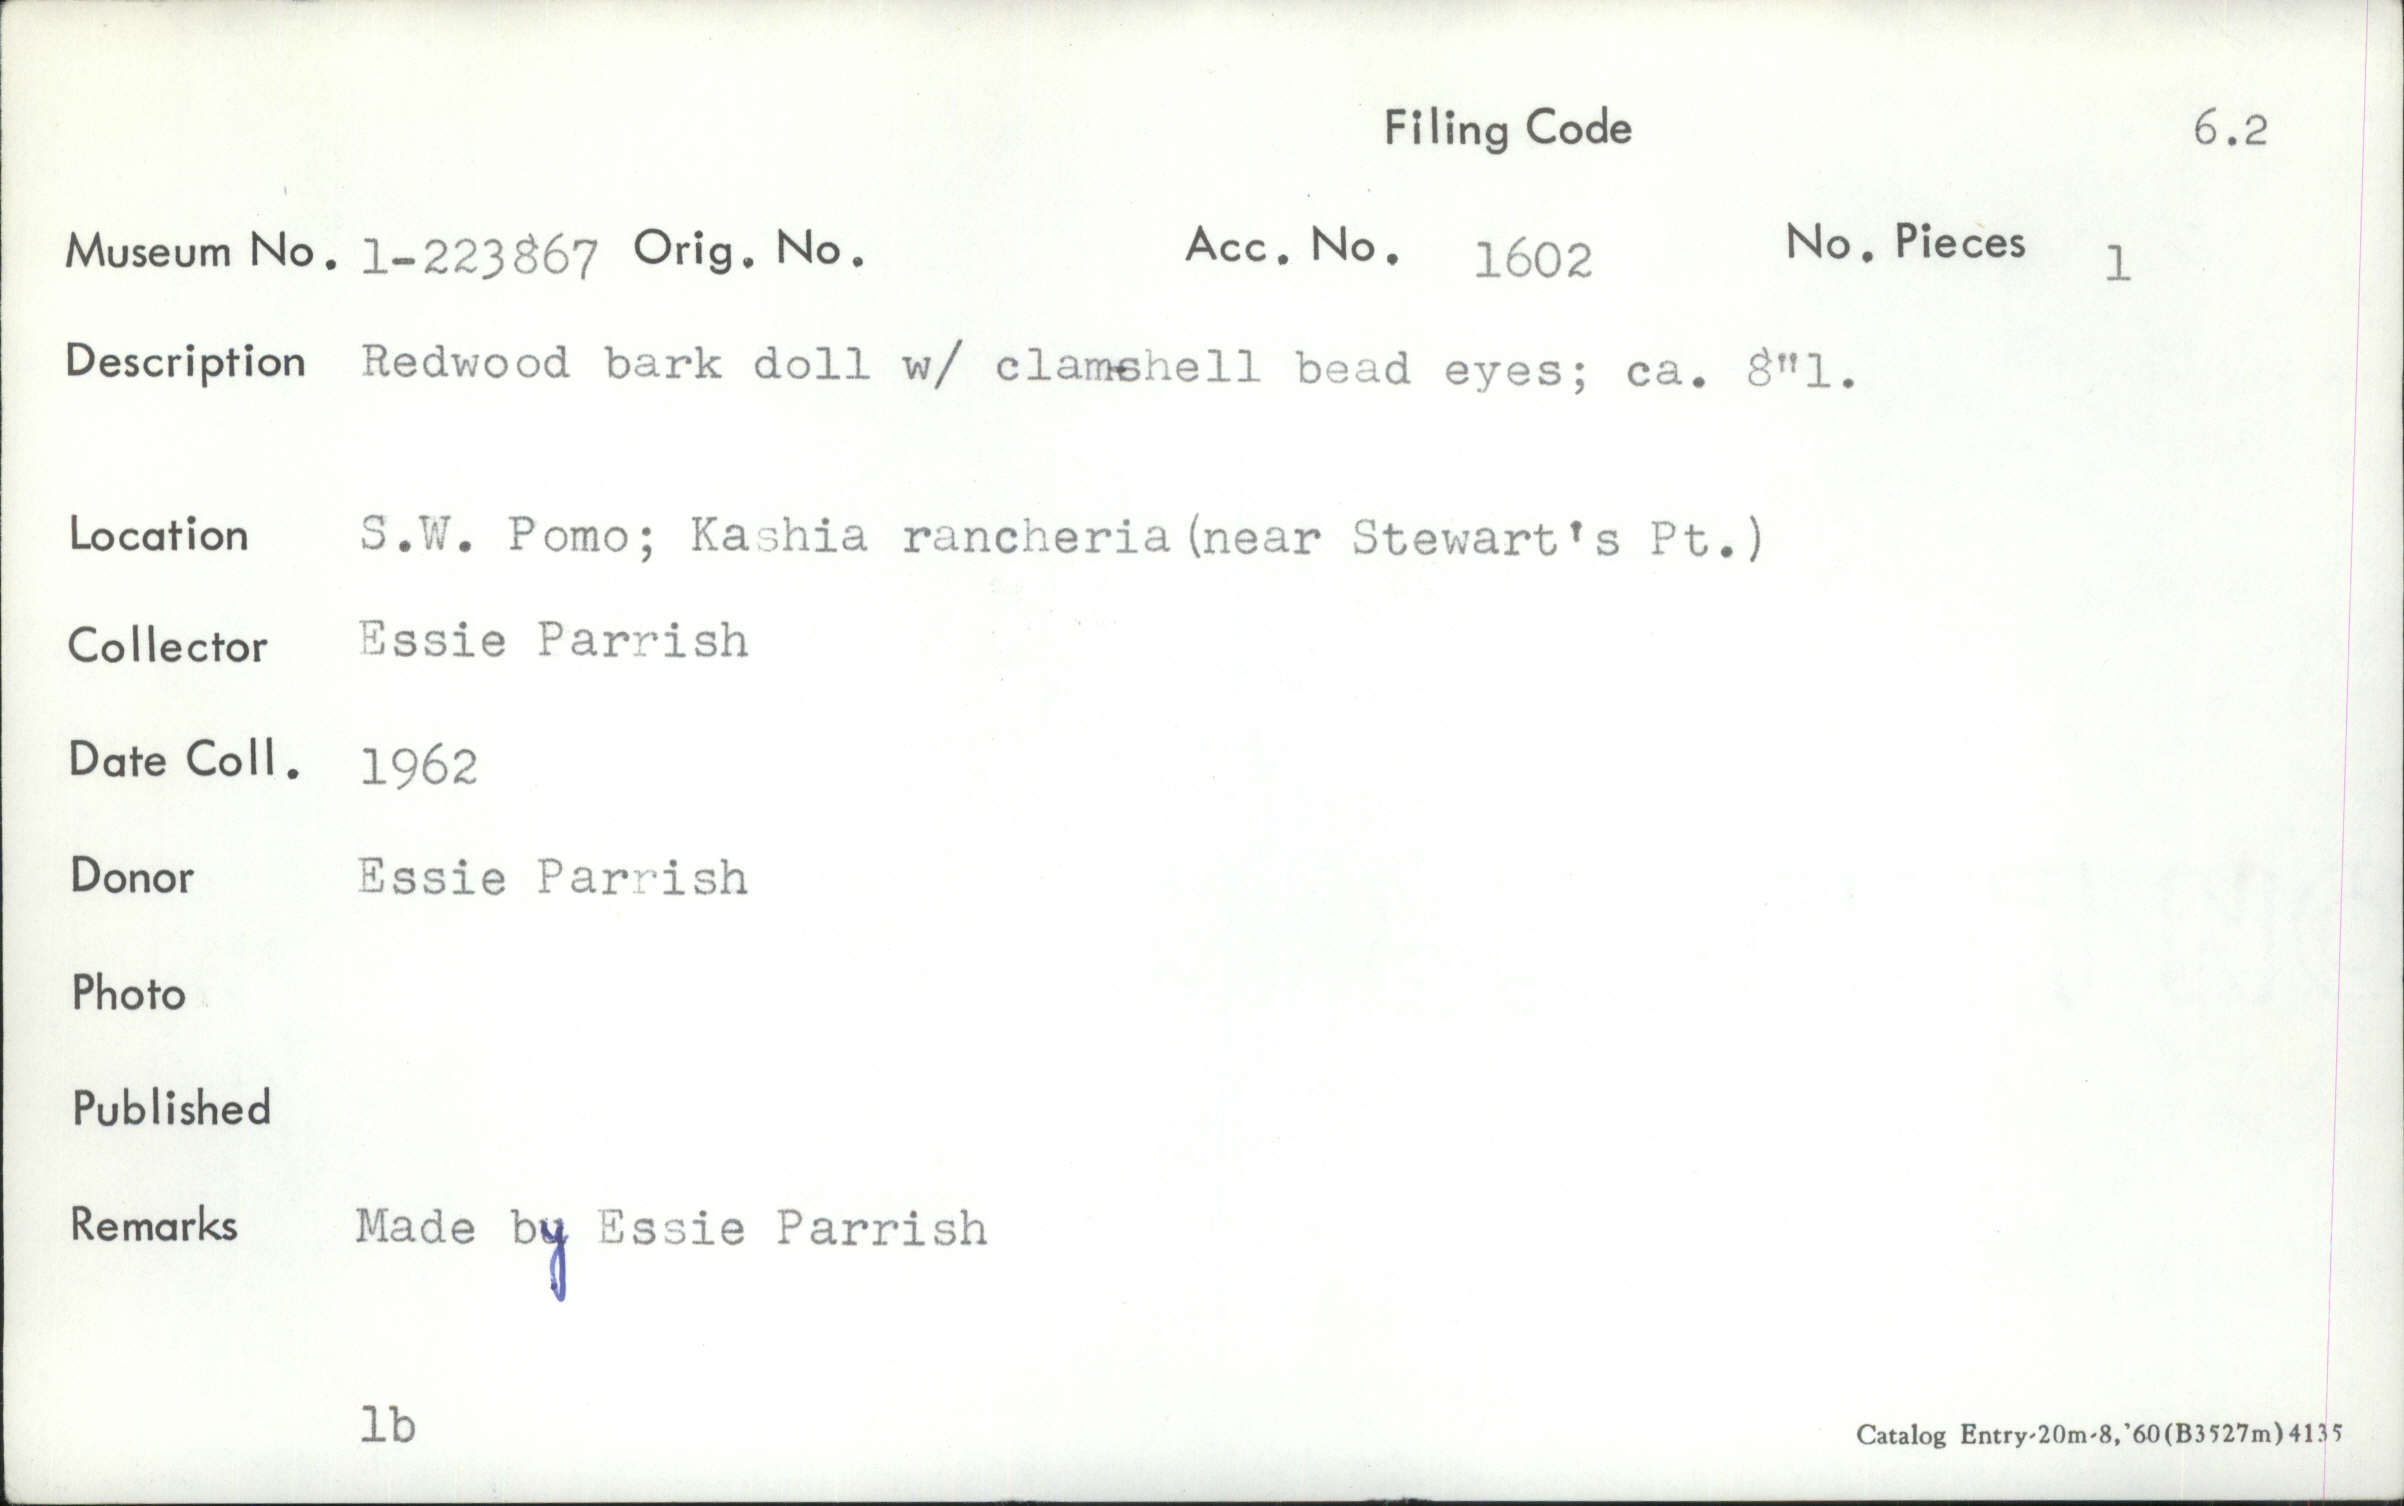 Filing Code 6.2
Museum No. 1-223867 Orig. No. Acc. No. 1602 No. Pieces 1
Description Redwood bark doll w/ clamshell bead eyes; ca. 8"l.
Location S.W. Pomo; Kashia rancheria (near Stewart's Pt.)
Collector Essie Parrish
Date Coll. 1962
Donor Essie Parrish
Photo
Published
Remarks Made by Essie Parrish
lb
Catalog Entry-20m-8,'60(B3527m)4135